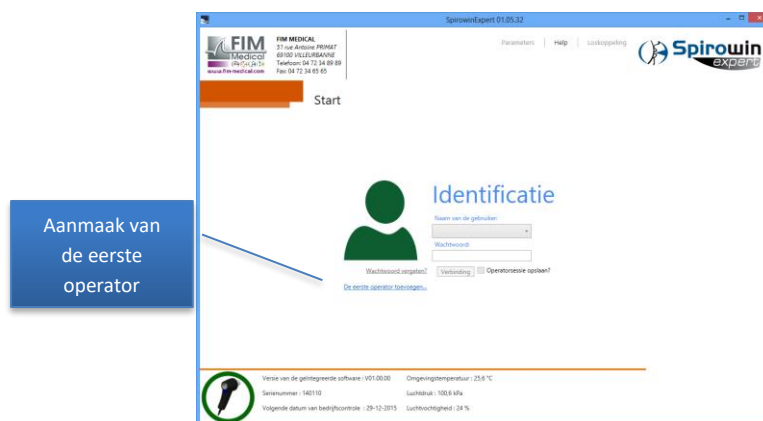 SpirowinExpert 01.05.32
FIM
Medical
www.fim-medical.com
FIM MEDICAL
51 rue Antoine PRIMAT
69100 VILLEURBANNE
Telefoon: 04 72 34 89 89
Fax: 04 72 34 65 65
Parameters | Help | Loskoppeling
Spirowin
expert
Start
Aanmaak van
de eerste
operator
Identificatie
Naam van de gebruiker:
Wachtwoord:
Wachtwoord vergeten?
Verbinding
Operatorsessie opslaan?
De eerste operator toevoegen...
Versie van de geïntegreerde software : V01.00.00
Serienummer : 140110
Volgende datum van bedrijfscontrole : 29-12-2015
Omgevingstemperatuur : 25,6 °C
Luchtdruk : 100,6 kPa
Luchtvochtigheid : 24 %